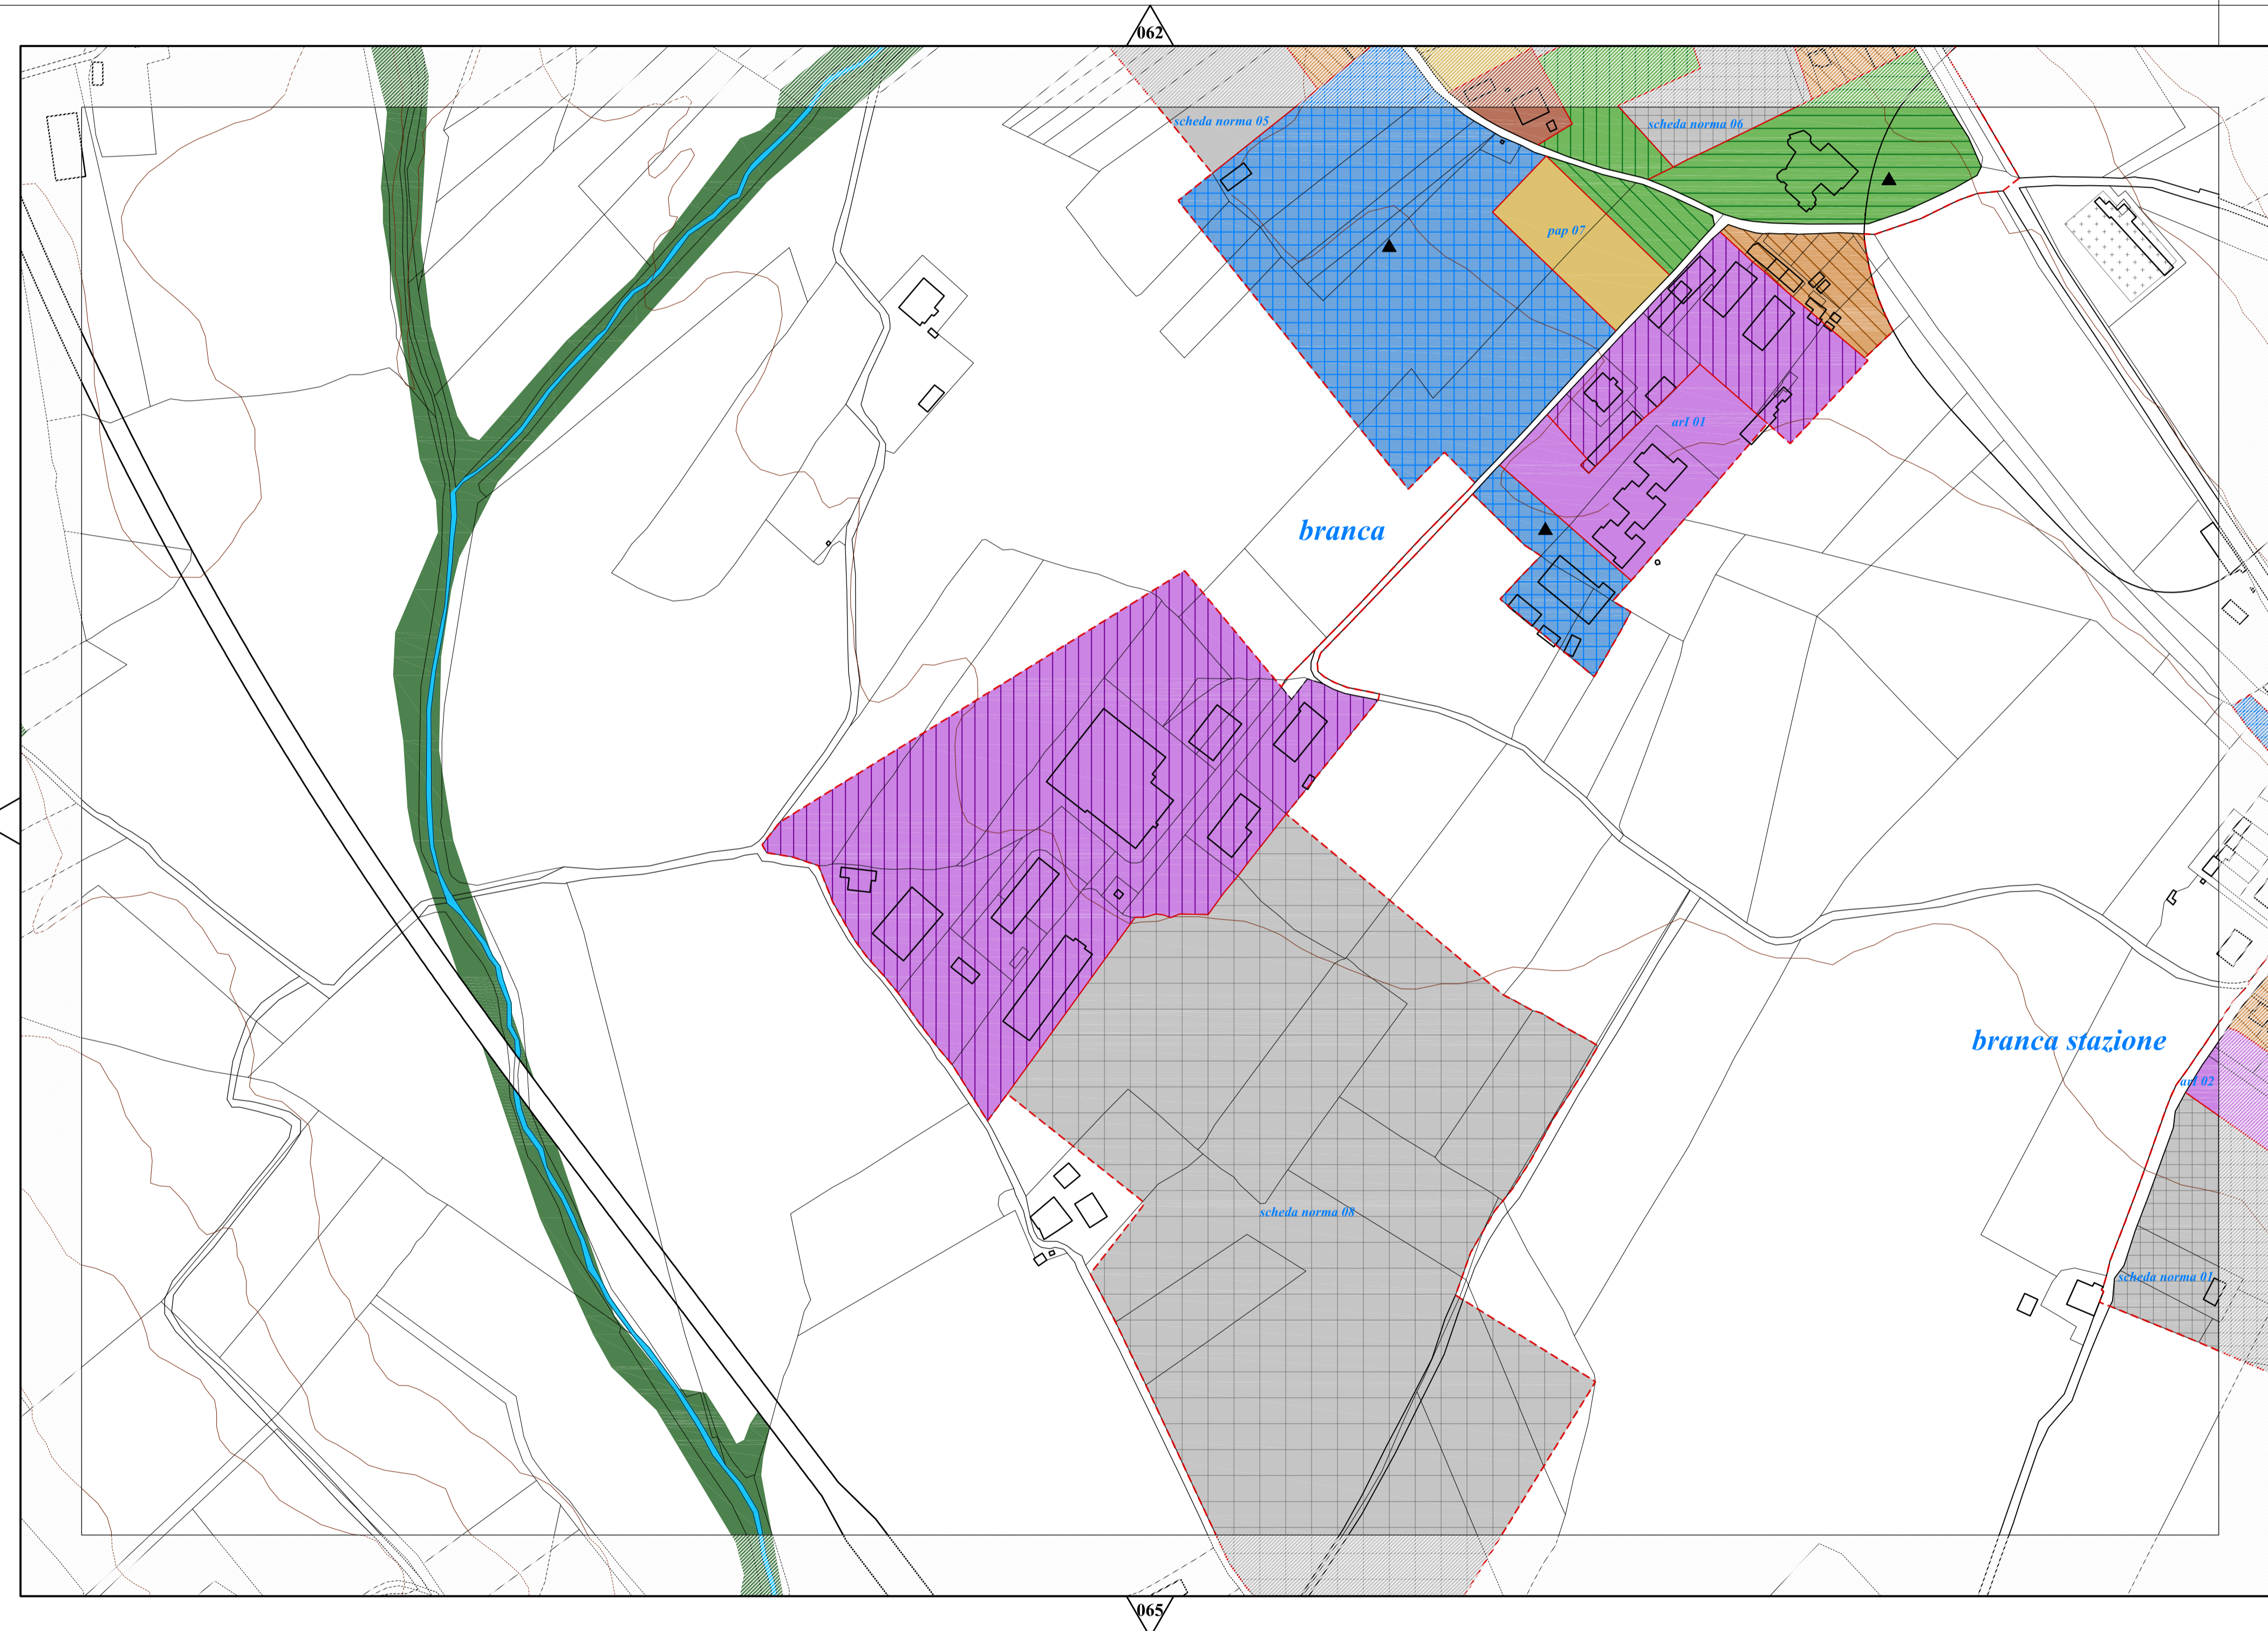 062
scheda norma 05
scheda norma 06
pap 07
arI 01
branca
branca stazione
arI 02
scheda norma 08
scheda norma 01
065